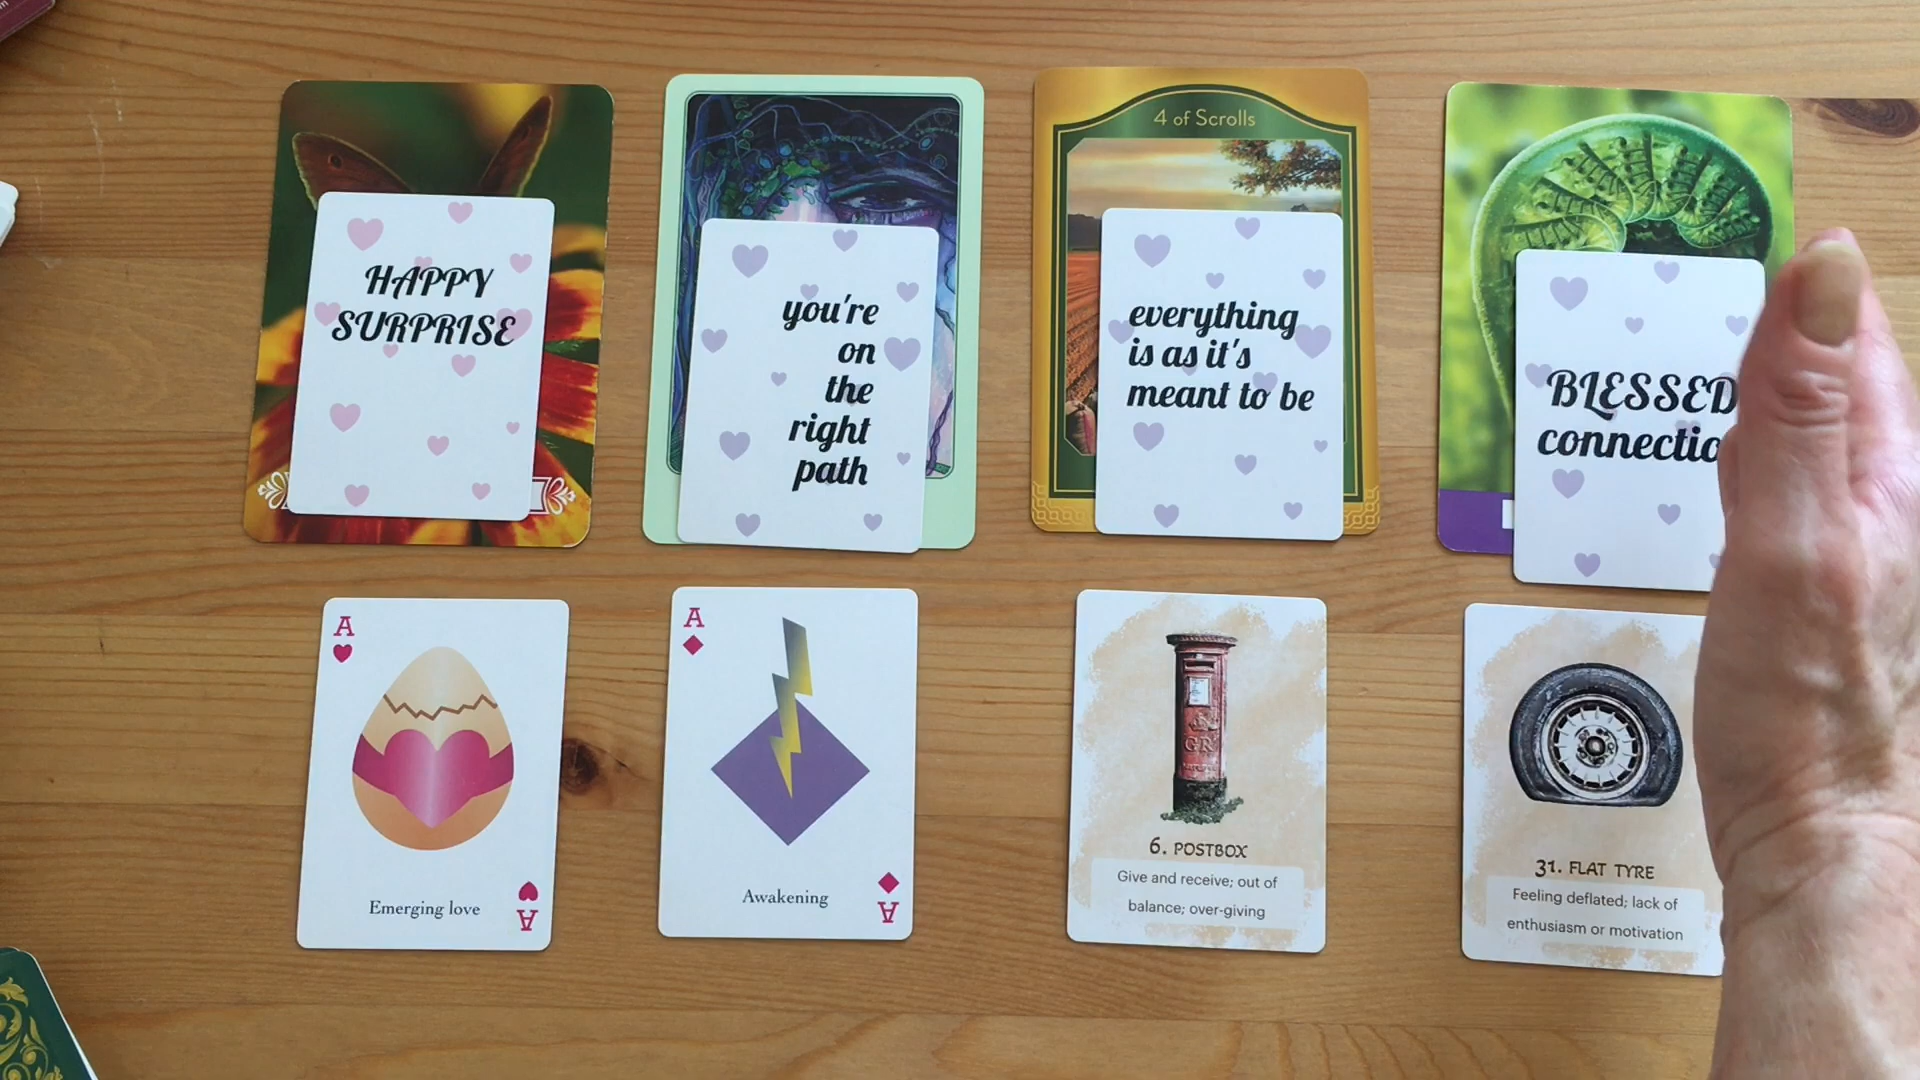 HAPPY
SURPRISE
you're
on
the
right
path
4 of Scrolls
everything
is as it's
meant to be
BLESSED
connectio
A
Emerging love
A
A
Awakening
A
GR
6. POSTBOX
Give and receive; out of
balance; over-giving
31. FLAT TYRE
Feeling deflated; lack of
enthusiasm or motivation